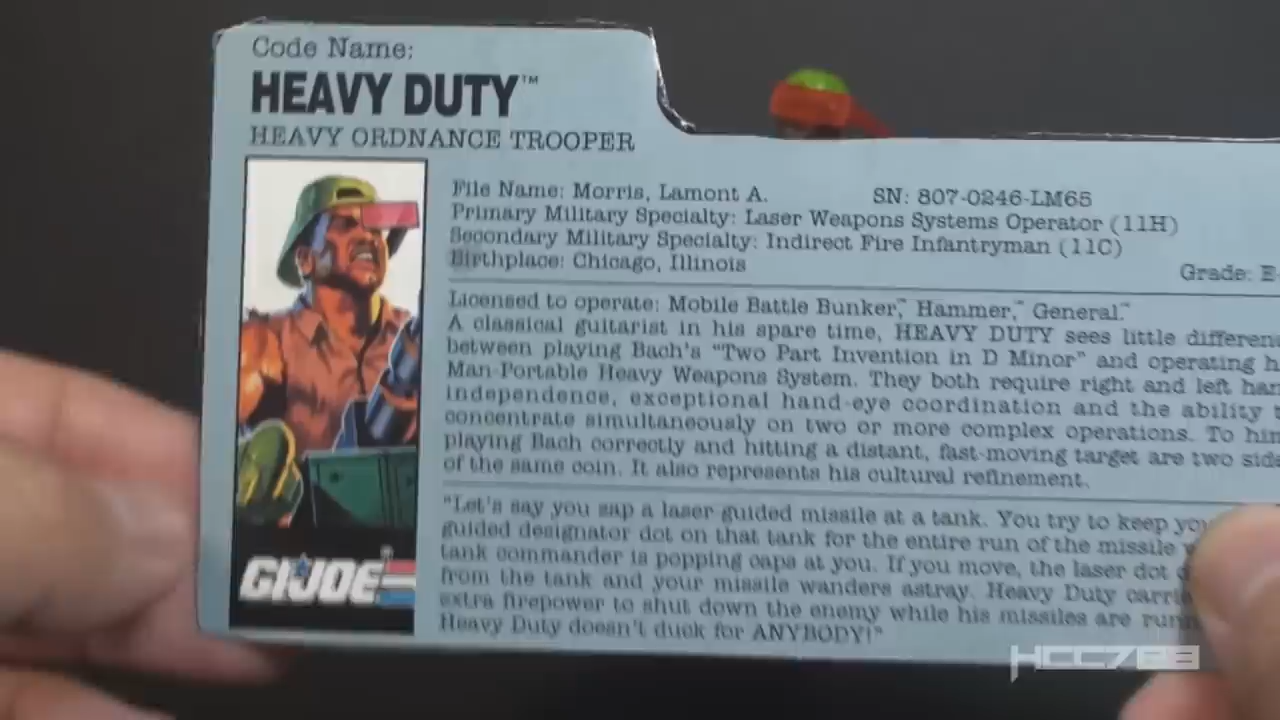 Code Name:
HEAVY DUTY™
HEAVY ORDNANCE TROOPER
File Name: Morris, Lamont A. SN: 807-0246-LM65
Primary Military Specialty: Laser Weapons Systems Operator (11H)
Secondary Military Specialty: Indirect Fire Infantryman (11C)
Birthplace: Chicago, Illinois
Grade: E-
Licensed to operate: Mobile Battle Bunker,™ Hammer,™ General.™
A classical guitarist in his spare time, HEAVY DUTY sees little differen
between playing Bach's "Two Part Invention in D Minor" and operating h
Man-Portable Heavy Weapons System. They both require right and left han
independence, exceptional hand-eye coordination and the ability t
concentrate simultaneously on two or more complex operations. To him
playing Bach correctly and hitting a distant, fast-moving target are two side
of the same coin. It also represents his cultural refinement.
"Let's say you zap a laser guided missile at a tank. You try to keep you
guided designator dot on that tank for the entire run of the missile w
tank commander is popping caps at you. If you move, the laser dot
from the tank and your missile wanders astray. Heavy Duty carri
extra firepower to shut down the enemy while his missiles are runn
Heavy Duty doesn't duck for ANYBODY!"
GI JOE
HCC788